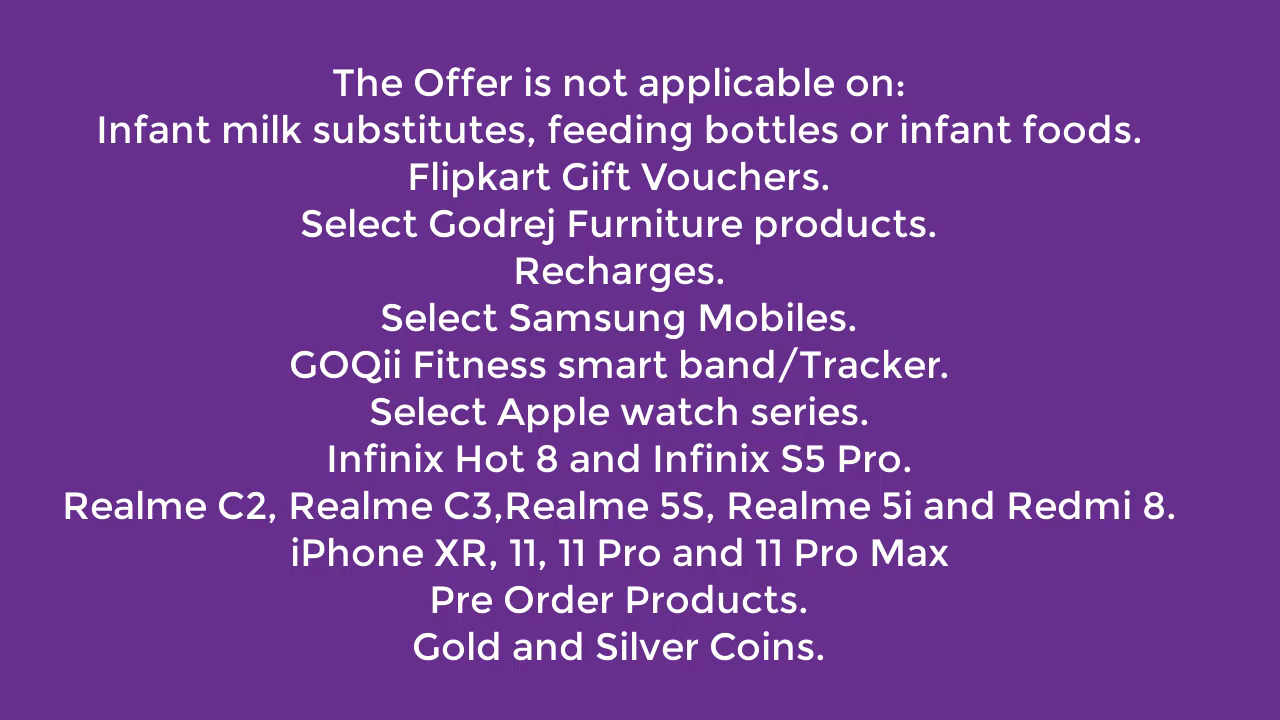 The Offer is not applicable on:
Infant milk substitutes, feeding bottles or infant foods.
Flipkart Gift Vouchers.
Select Godrej Furniture products.
Recharges.
Select Samsung Mobiles.
GOQii Fitness smart band/Tracker.
Select Apple watch series.
Infinix Hot 8 and Infinix S5 Pro.
Realme C2, Realme C3,Realme 5S, Realme 5i and Redmi 8.
iPhone XR, 11, 11 Pro and 11 Pro Max
Pre Order Products.
Gold and Silver Coins.